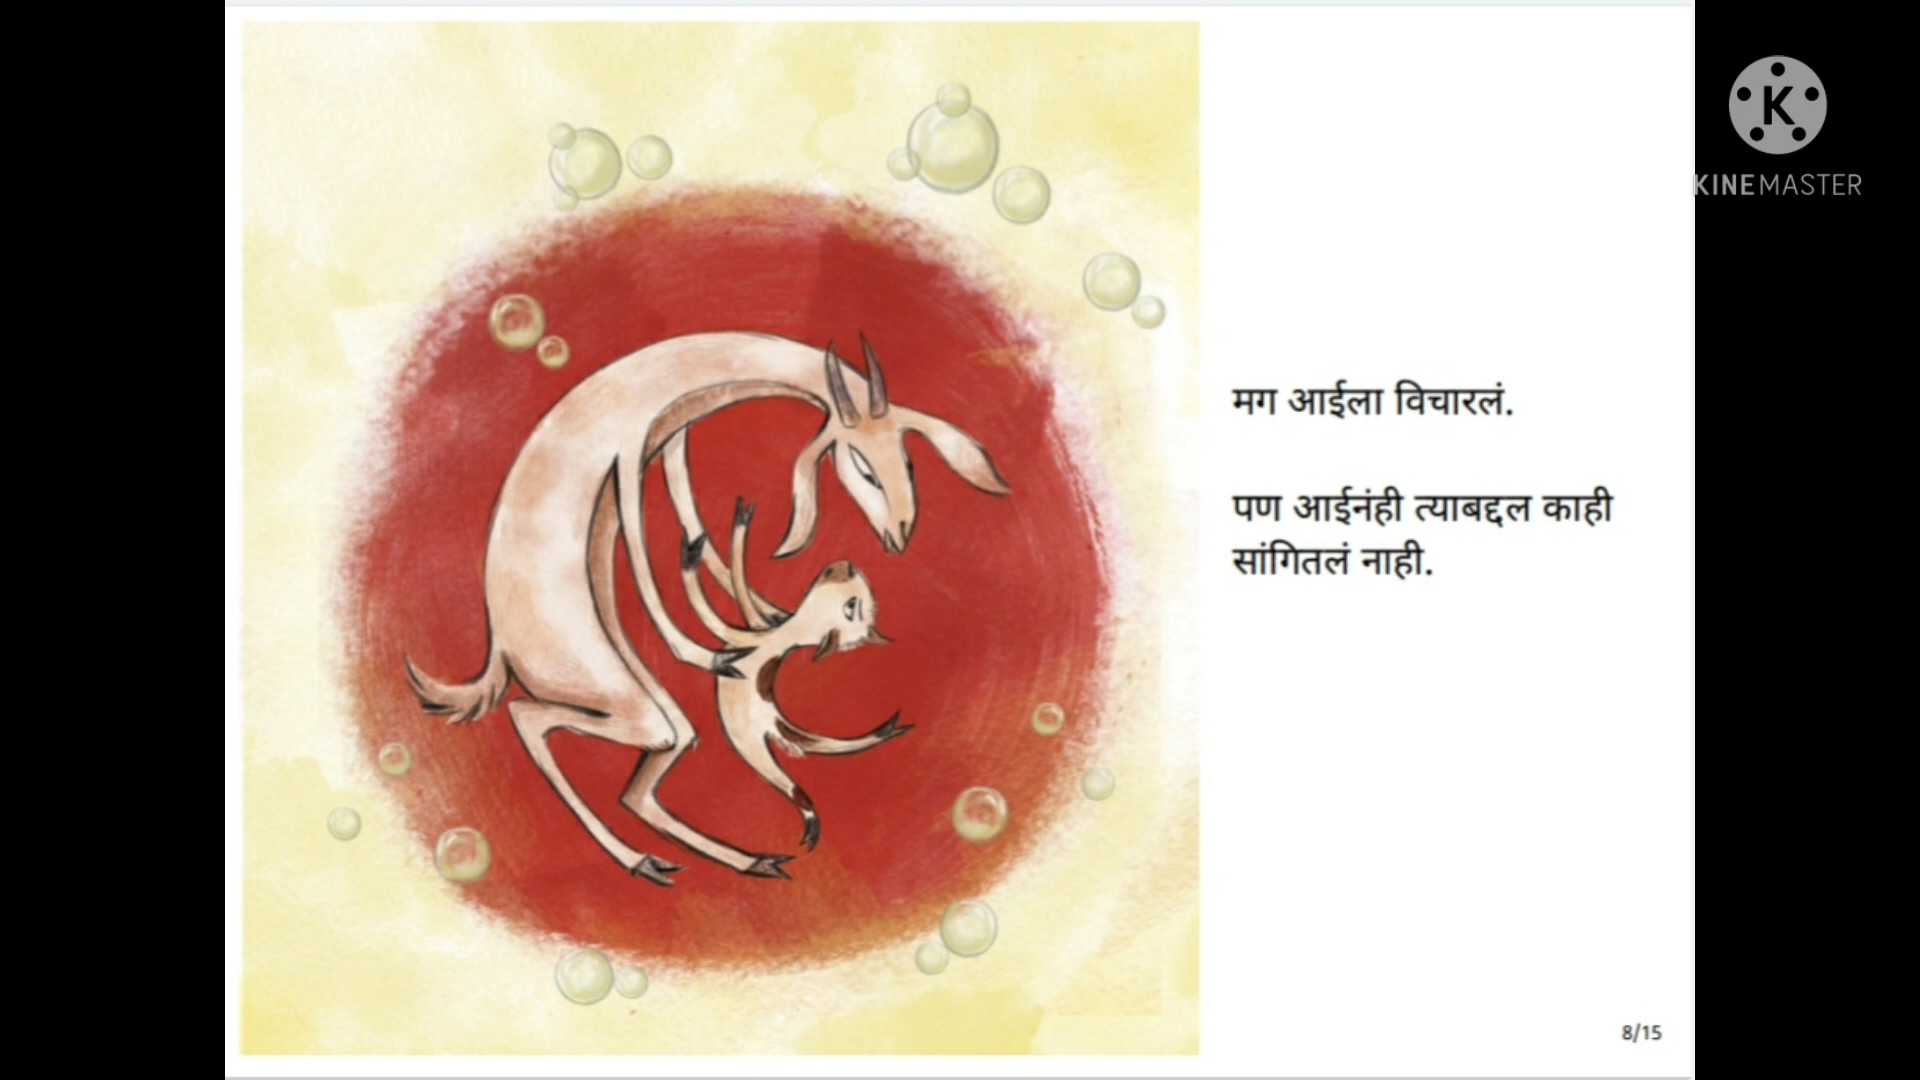 KINEMASTER
मग आईला विचारलं.
पण आईनंही त्याबद्दल काही
सांगितलं नाही.
8/15